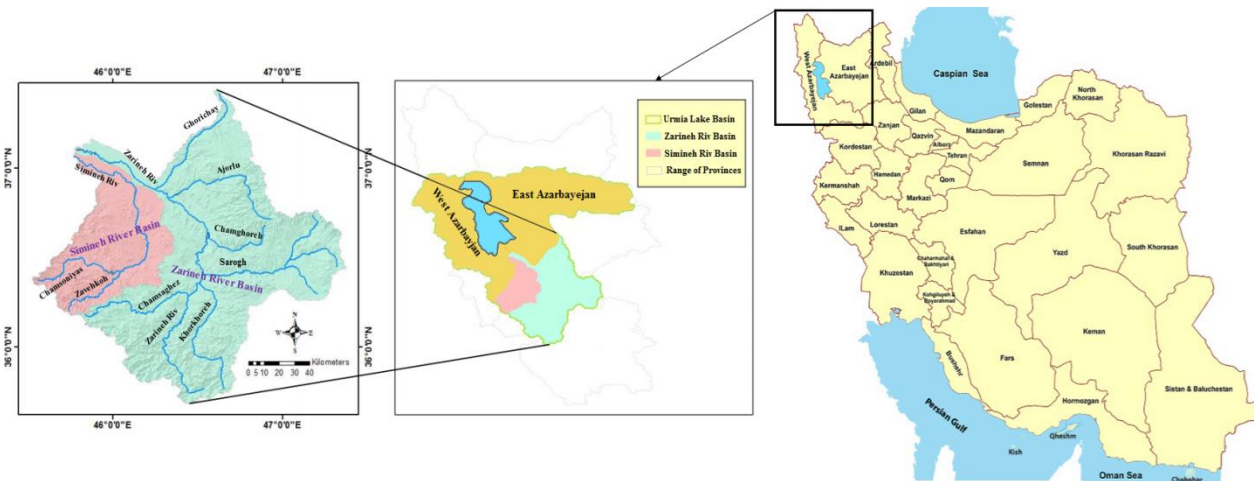 46°0'0"E
47°0'0"E
37°0'0"N
36°0'0"N
Ghorichay
Zarineh Riv
Simineh Riv
Ajorlu
Chamghoreh
Simineh River Basin
Sarogh
Zarineh River Basin
Chamooniyas
Zavehkoh
Chamsaghez
Zarineh Riv
Khorkhoreh
N
W
E
S
0 5 10
20
30
40
Kilometers
46°0'0"E
47°0'0"E
37°0'0"N
36°0'0"N
Urmia Lake Basin
Zarineh Riv Basin
Simineh Riv Basin
Range of Provinces
East Azarbayejan
West Azarbayjan
West Azarbayejan
East
Azarbayejan
Ardebil
Caspian Sea
Gilan
Golestan
North
Khorasan
Zanjan
Qazvin
Mazandaran
Alborz
Tehran
Kordestan
Semnan
Khorasan Razavi
Hamedan
Qom
Kermanshah
Markazi
ILam
Lorestan
Esfahan
Yazd
South Khorasan
Chaharmahal &
Bakhtiyari
Khuzestan
Kohgiluyeh &
Boyerahmad
Keman
Fars
Bushehr
Sistan & Baluchestan
Hormozgan
Persian Gulf
Qheshm
Kish
Oman Sea
Chabahar